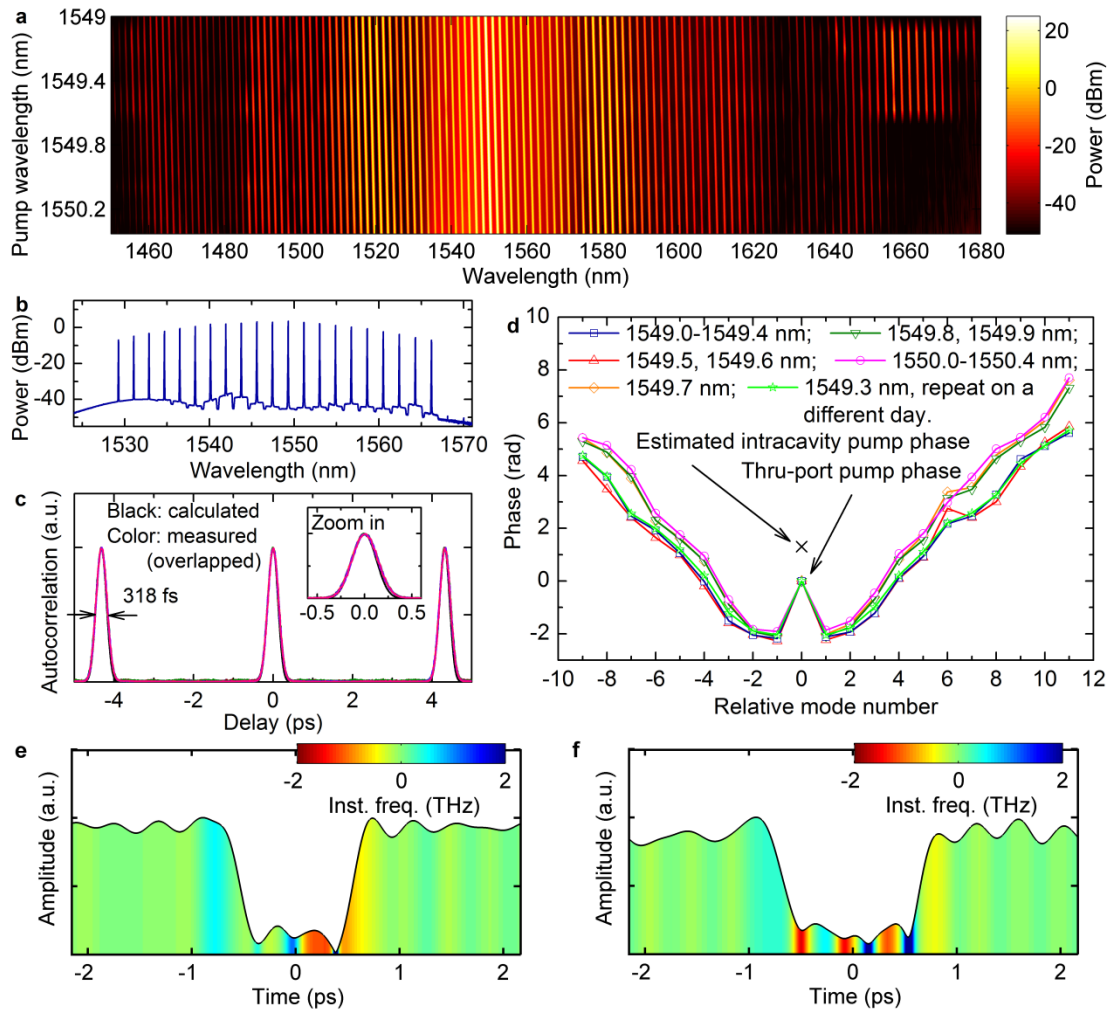 a
1549
1549.4
1549.8
1550.2
Pump wavelength (nm)
1460 1480 1500 1520 1540 1560 1580 1600 1620 1640 1660 1680
Wavelength (nm)
20
0
-20
-40
Power (dBm)
b
0
-20
-40
Power (dBm)
1530 1540 1550 1560 1570
Wavelength (nm)
c
Black: calculated
Color: measured
(overlapped)
Zoom in
-0.5 0.0 0.5
318 fs
Autocorrelation (a.u.)
-4 -2 0 2 4
Delay (ps)
d
10
8
6
4
2
0
-2
Phase (rad)
1549.0-1549.4 nm;
1549.8, 1549.9 nm;
1549.5, 1549.6 nm;
1550.0-1550.4 nm;
1549.7 nm;
1549.3 nm, repeat on a
different day.
Estimated intracavity pump phase
Thru-port pump phase
-10 -8 -6 -4 -2 0 2 4 6 8 10 12
Relative mode number
e
-2 0 2
Inst. freq. (THz)
Amplitude (a.u.)
-2 -1 0 1 2
Time (ps)
f
-2 0 2
Inst. freq. (THz)
Amplitude (a.u.)
-2 -1 0 1 2
Time (ps)